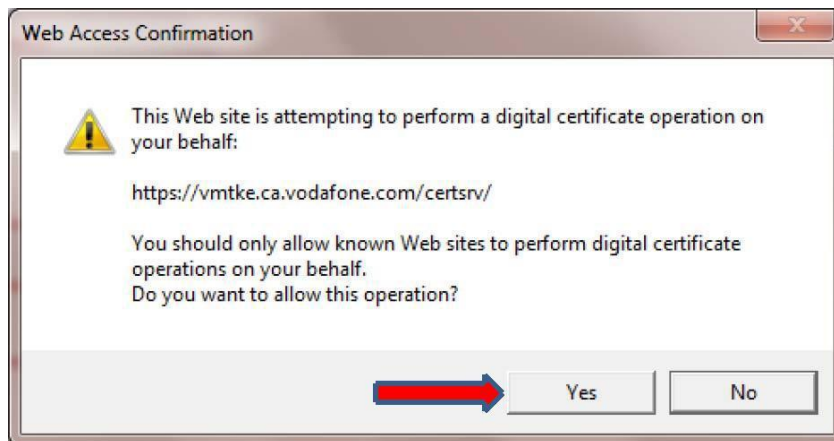 Web Access Confirmation
This Web site is attempting to perform a digital certificate operation on
your behalf:
https://vmtke.ca.vodafone.com/certsrv/
You should only allow known Web sites to perform digital certificate
operations on your behalf.
Do you want to allow this operation?
Yes No